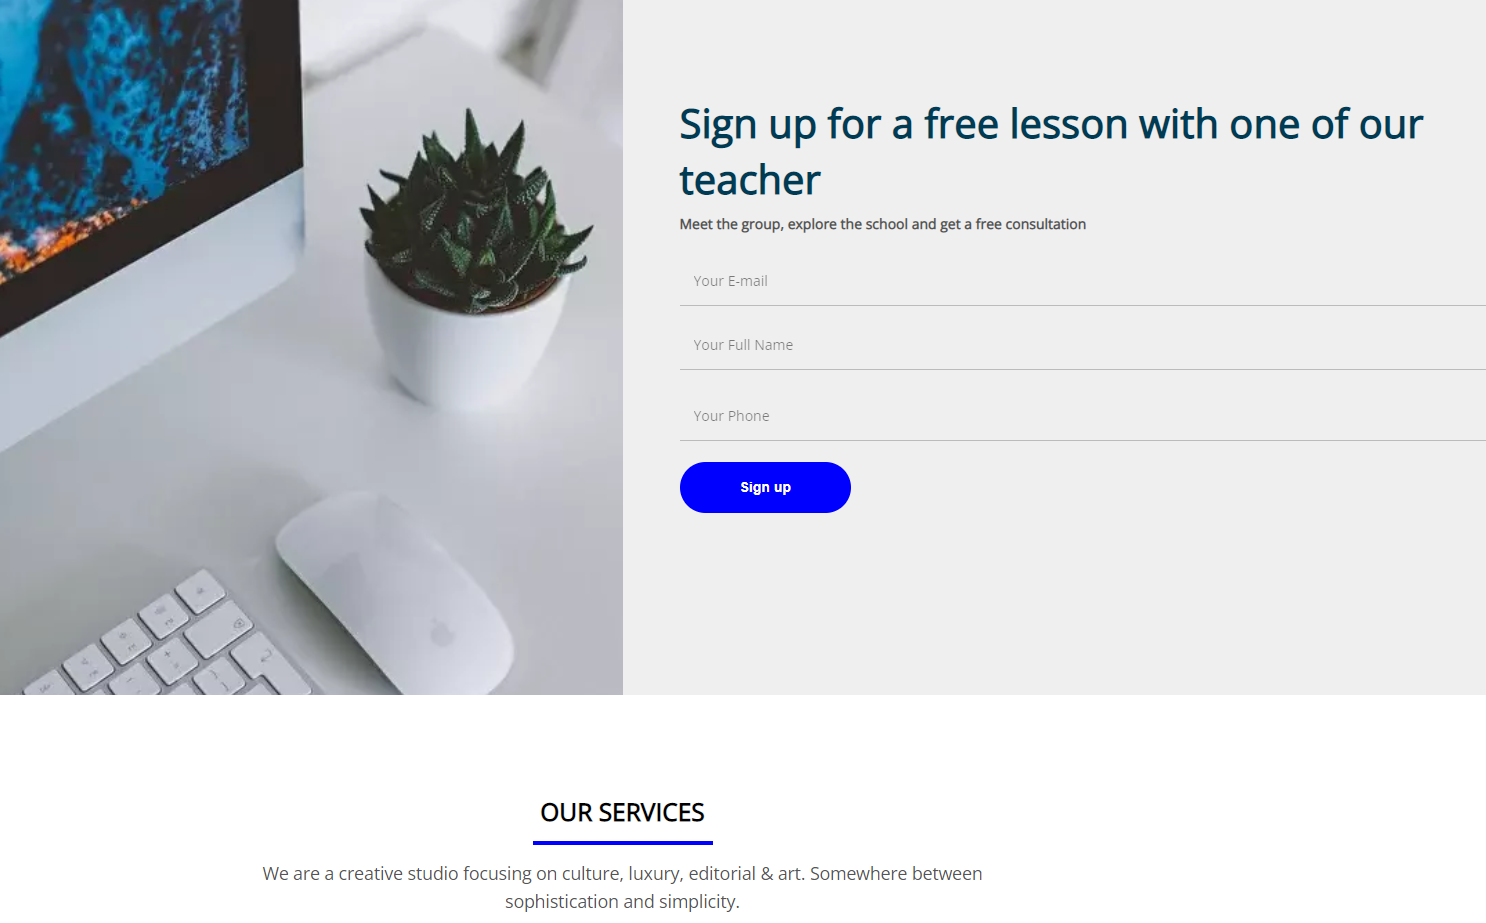 Sign up for a free lesson with one of our
teacher
Meet the group, explore the school and get a free consultation
Your E-mail
Your Full Name
Your Phone
Sign up
OUR SERVICES
We are a creative studio focusing on culture, luxury, editorial & art. Somewhere between
sophistication and simplicity.